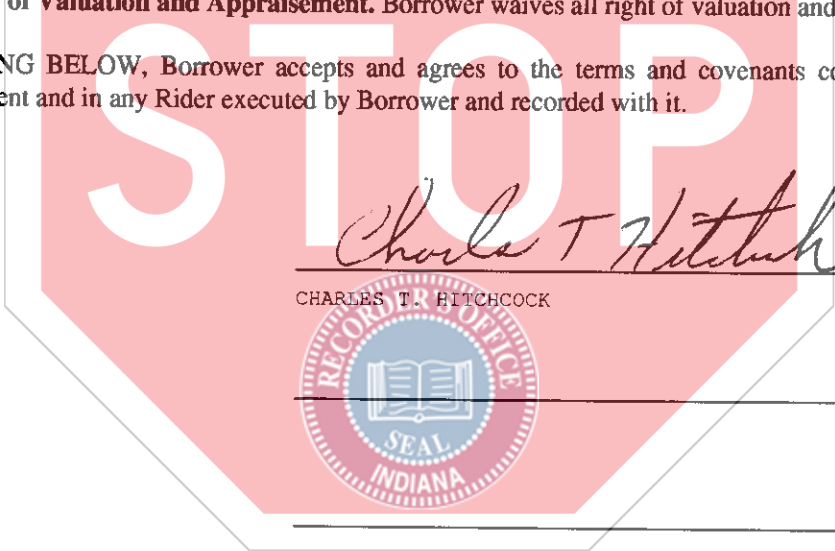 of Valuation and Appraisement. Borrower waives all right of valuation and
NG BELOW, Borrower accepts and agrees to the terms and covenants co
ent and in any Rider executed by Borrower and recorded with it.
STOP
Charles T Hitchcock
CHARLES T. HITCHCOCK
RECORDER'S OFFICE
SEAL
INDIANA